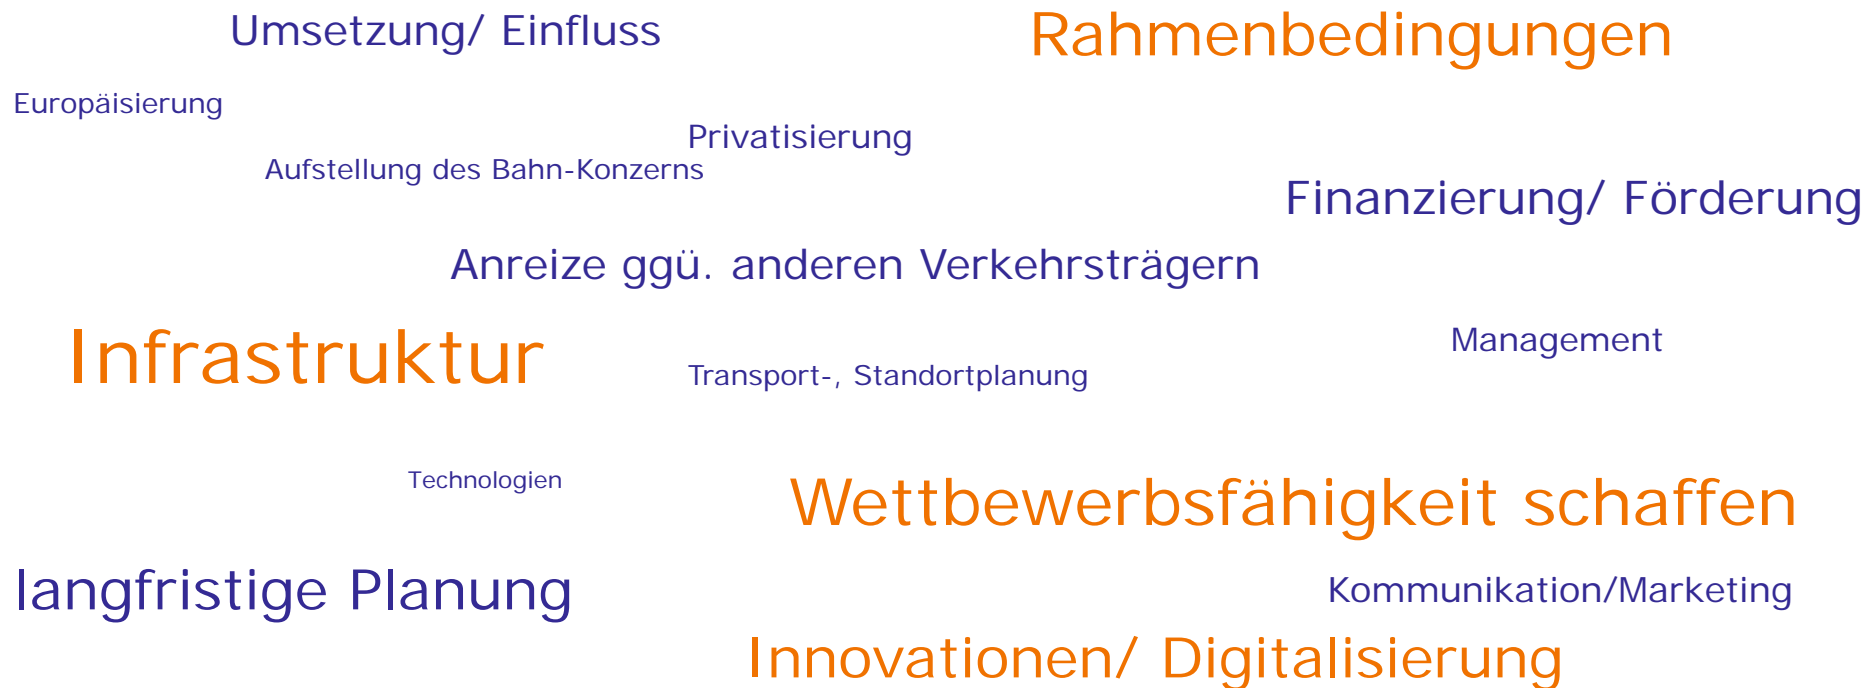 Umsetzung/ Einfluss
Rahmenbedingungen
Europäisierung
Privatisierung
Aufstellung des Bahn-Konzerns
Finanzierung/ Förderung
Anreize ggü. anderen Verkehrsträgern
Infrastruktur
Management
Transport-, Standortplanung
Technologien
Wettbewerbsfähigkeit schaffen
langfristige Planung
Kommunikation/Marketing
Innovationen/ Digitalisierung